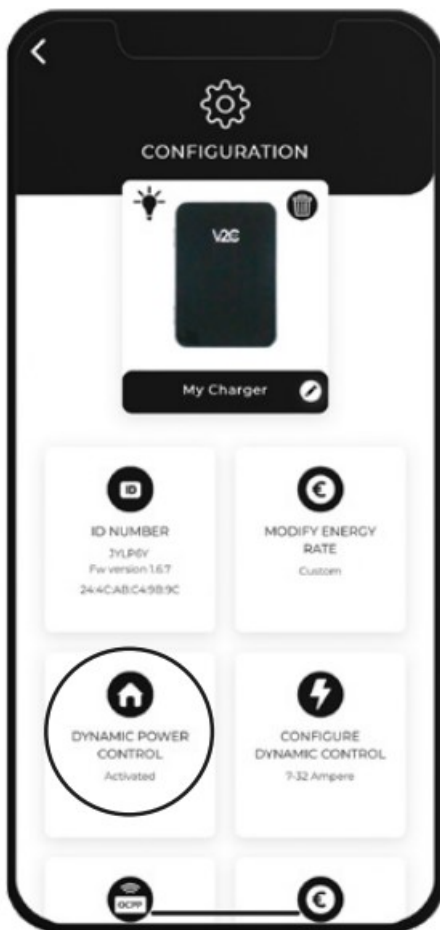 CONFIGURATION
V2C
My Charger
ID
ID NUMBER
JYLP6Y
Fw version 1.6.7
24:4C:AB:C4:9B:9C
€
MODIFY ENERGY
RATE
Custom
DYNAMIC POWER
CONTROL
Activated
CONFIGURE
DYNAMIC CONTROL
7-32 Ampere
OCPP
€